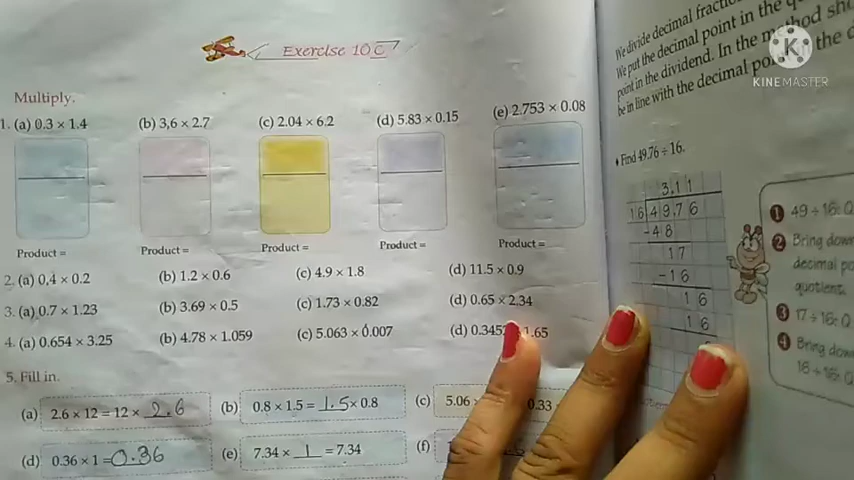 Exercise 10C
Multiply.
1. (a) 0.3 × 1.4 (b) 3,6 × 2.7 (c) 2.04 × 6.2 (d) 5.83 × 0.15 (e) 2.753 × 0.08
Product = Product = Product = Product = Product =
2. (a) 0.4 × 0.2 (b) 1.2 × 0.6 (c) 4.9 × 1.8 (d) 11.5 × 0.9
3. (a) 0.7 × 1.23 (b) 3.69 × 0.5 (c) 1.73 × 0.82 (d) 0.65 × 2.34
4. (a) 0.654 × 3.25 (b) 4.78 × 1.059 (c) 5.063 × 0.007 (d) 0.345 1.65
5. Fill in.
(a) 2.6 × 12 = 12 × 2.6 (b) 0.8 × 1.5 = 1.5 × 0.8 (c) 5.06 0.33
(d) 0.36 × 1 = 0.36 (e) 7.34 × 1 = 7.34 (f)
We divide decimal
We put the decimal point in the
point in the dividend. In the method
be in line with the decimal the
KINEMASTER
Find 49.76 ÷ 16.
3.11
16 49.76
-48
17
-16
16
16
1 49 ÷ 16:
2 Bring down
decimal
quotient.
3 17 ÷ 16:
4 Bring
16 ÷ 16: